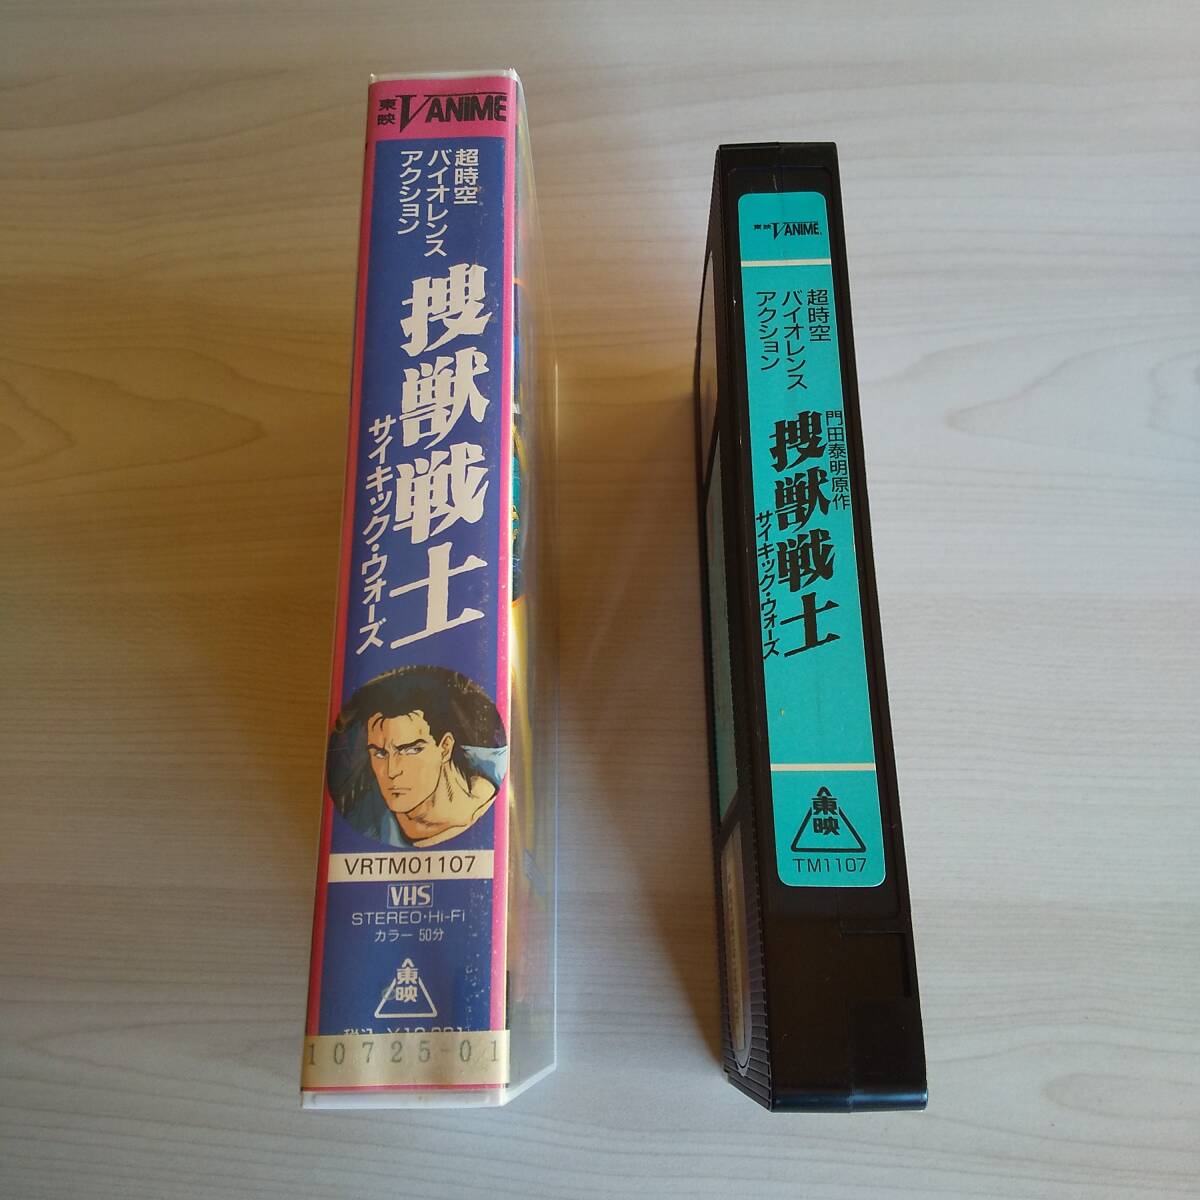 東映 V ANIME
超時空
バイオレンス
アクション
捜獣戦士
サイキック・ウォーズ
VRTM01107
VHS
STEREO・Hi-Fi
カラー 50分
東映
10725-01
東映 V ANIME
超時空
バイオレンス
アクション
門田泰明原作
捜獣戦士
サイキック・ウォーズ
東映
TM1107